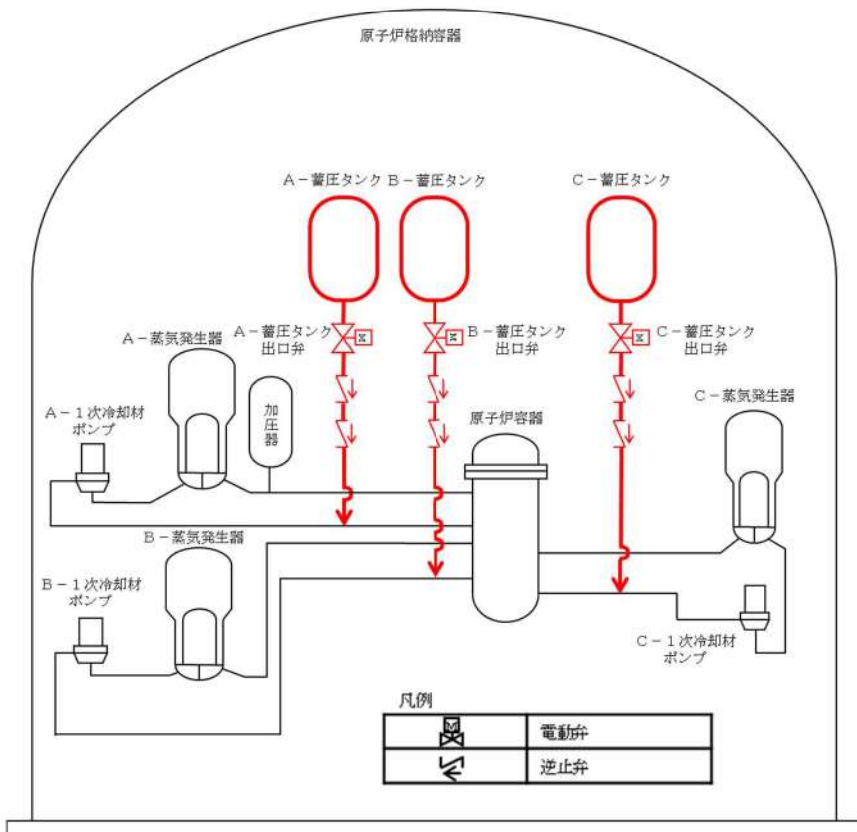 原子炉格納容器
A－蓄圧タンク
B－蓄圧タンク
C－蓄圧タンク
A－蓄圧タンク
出口弁
B－蓄圧タンク
出口弁
C－蓄圧タンク
出口弁
M
M
M
A－蒸気発生器
加圧器
原子炉容器
C－蒸気発生器
A－1次冷却材
ポンプ
B－蒸気発生器
B－1次冷却材
ポンプ
C－1次冷却材
ポンプ
凡例
M
電動弁
逆止弁